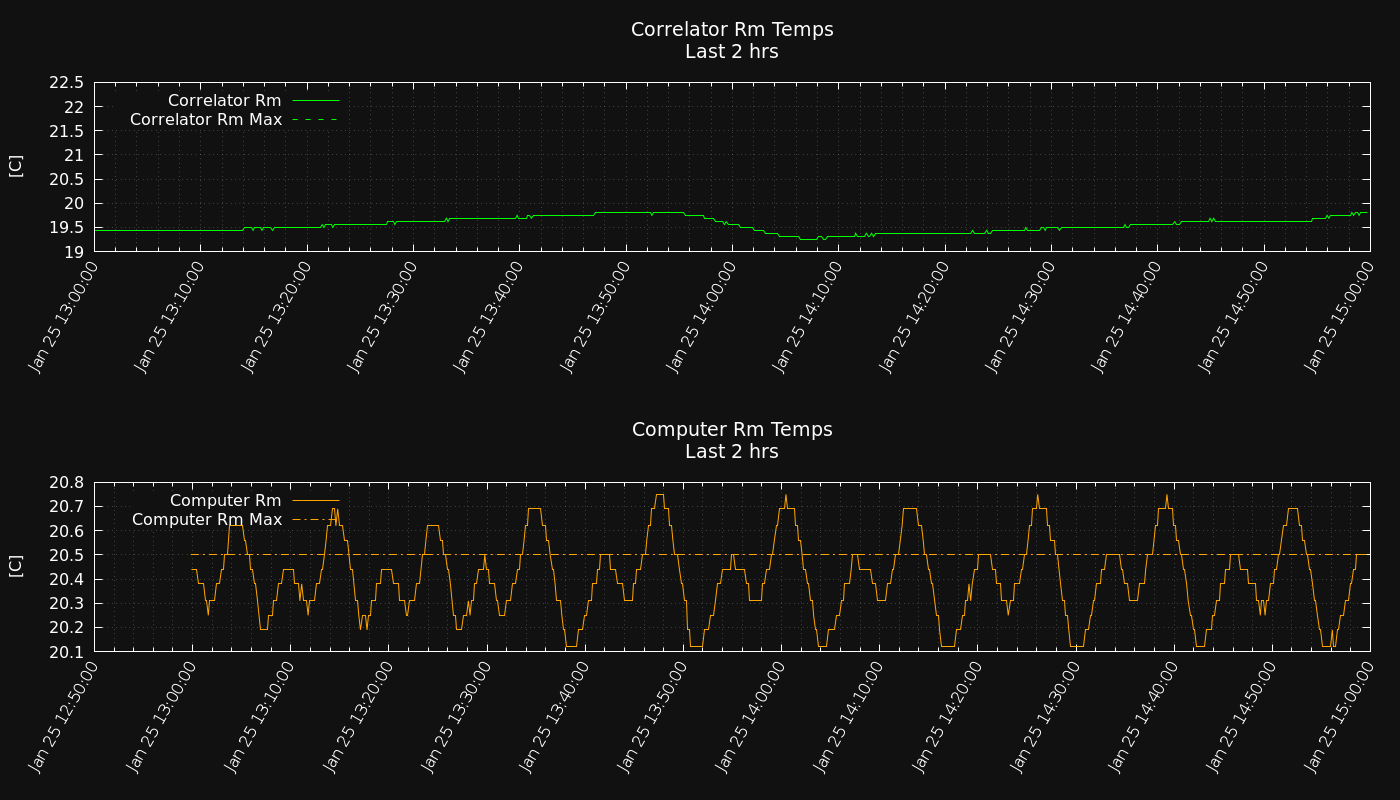 Correlator Rm Temps
Last 2 hrs
22.5
22
21.5
21
20.5
20
19.5
19
[C]
Correlator Rm
Correlator Rm Max
Jan 25 13:00:00
Jan 25 13:10:00
Jan 25 13:20:00
Jan 25 13:30:00
Jan 25 13:40:00
Jan 25 13:50:00
Jan 25 14:00:00
Jan 25 14:10:00
Jan 25 14:20:00
Jan 25 14:30:00
Jan 25 14:40:00
Jan 25 14:50:00
Jan 25 15:00:00
Computer Rm Temps
Last 2 hrs
20.8
20.7
20.6
20.5
20.4
20.3
20.2
20.1
[C]
Computer Rm
Computer Rm Max
Jan 25 12:50:00
Jan 25 13:00:00
Jan 25 13:10:00
Jan 25 13:20:00
Jan 25 13:30:00
Jan 25 13:40:00
Jan 25 13:50:00
Jan 25 14:00:00
Jan 25 14:10:00
Jan 25 14:20:00
Jan 25 14:30:00
Jan 25 14:40:00
Jan 25 14:50:00
Jan 25 15:00:00